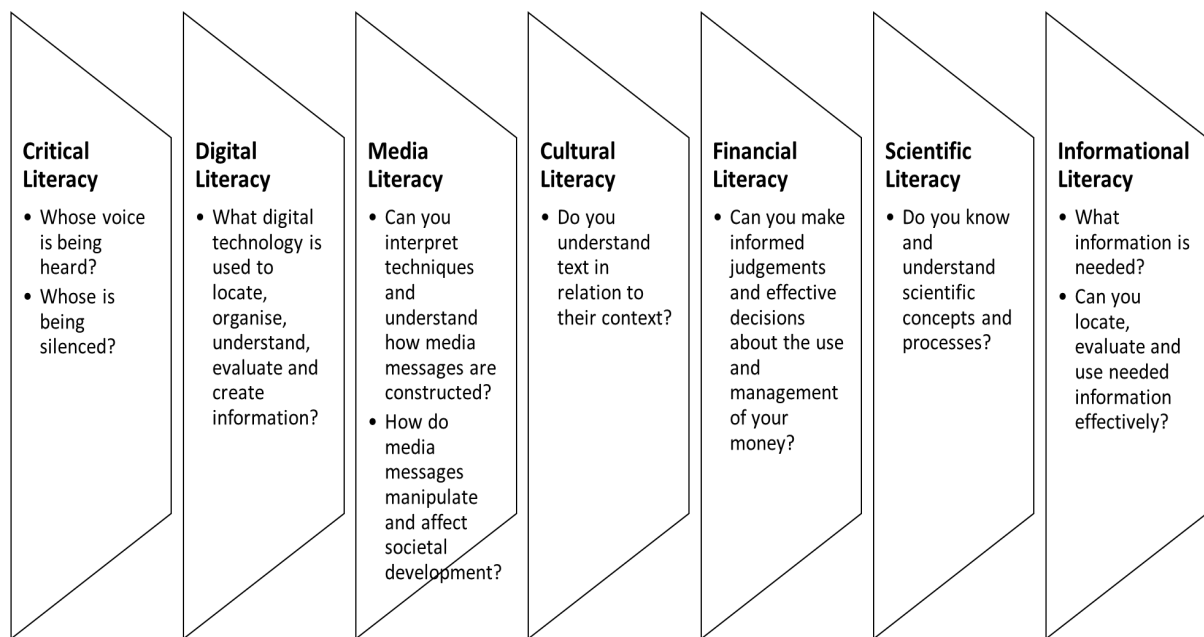 Critical
Literacy
• Whose voice
is being
heard?
• Whose is
being
silenced?
Digital
Literacy
• What digital
technology is
used to
locate,
organise,
understand,
evaluate and
create
information?
Media
Literacy
• Can you
interpret
techniques
and
understand
how media
messages are
constructed?
• How do
media
messages
manipulate
and affect
societal
development?
Cultural
Literacy
• Do you
understand
text in
relation to
their context?
Financial
Literacy
• Can you make
informed
judgements
and effective
decisions
about the use
and
management
of your
money?
Scientific
Literacy
• Do you know
and
understand
scientific
concepts and
processes?
Informational
Literacy
• What
information is
needed?
• Can you
locate,
evaluate and
use needed
information
effectively?